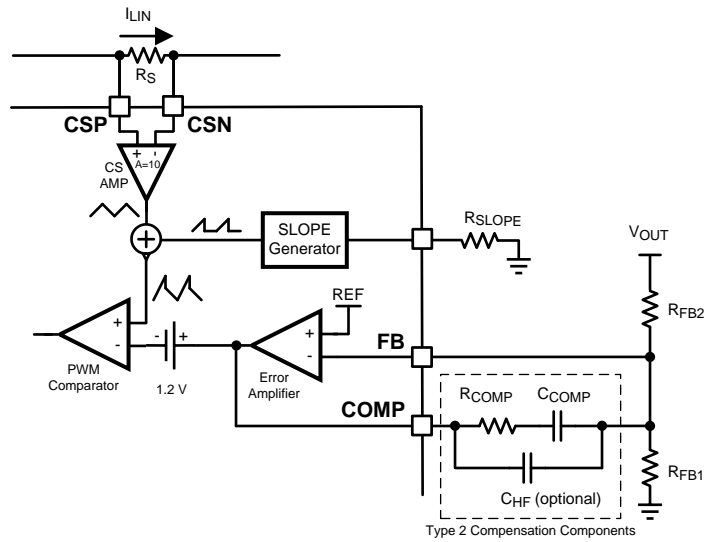 ILIN
RS
CSP
CSN
+ -
A=10
CS
AMP
+
SLOPE
Generator
RSLOPE
VOUT
REF
RFB2
+
-
- +
+
-
FB
PWM
Comparator
1.2 V
Error
Amplifier
COMP
RCOMP
CCOMP
RFB1
CHF (optional)
Type 2 Compensation Components